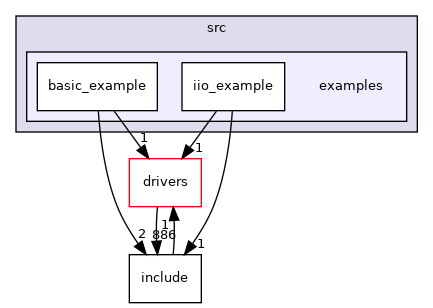 src
basic_example
iio_example
examples
1
1
drivers
1
2
886
1
include